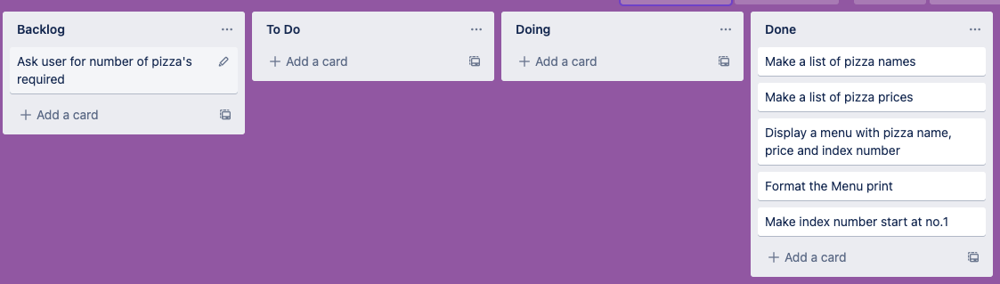 Backlog
Ask user for number of pizza's
required
Add a card
To Do
Add a card
Doing
Add a card
Done
Make a list of pizza names
Make a list of pizza prices
Display a menu with pizza name,
price and index number
Format the Menu print
Make index number start at no.1
Add a card